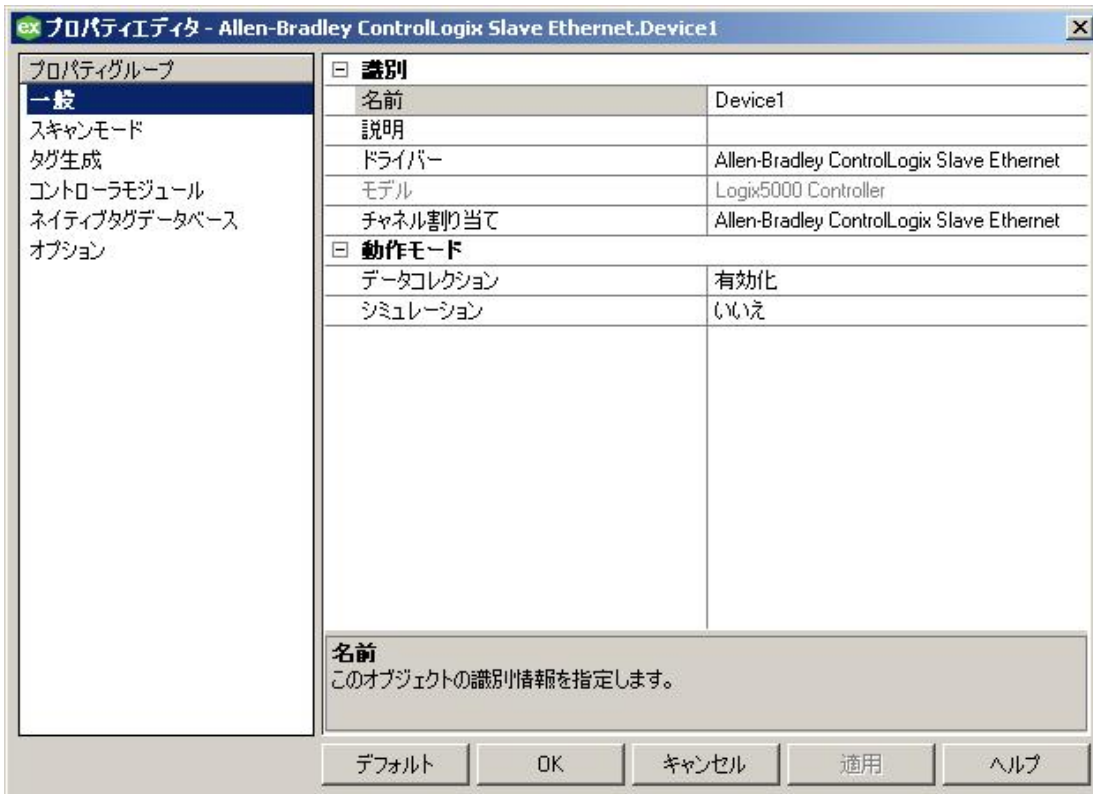 ex プロパティエディタ - Allen-Bradley ControlLogix Slave Ethernet.Device1
プロパティグループ
一般
スキャンモード
タグ生成
コントローラモジュール
ネイティブタグデータベース
オプション
識別
名前 Device1
説明
ドライバー Allen-Bradley ControlLogix Slave Ethernet
モデル Logix5000 Controller
チャネル割り当て Allen-Bradley ControlLogix Slave Ethernet
動作モード
データコレクション 有効化
シミュレーション いいえ
名前
このオブジェクトの識別情報を指定します。
デフォルト OK キャンセル 適用 ヘルプ